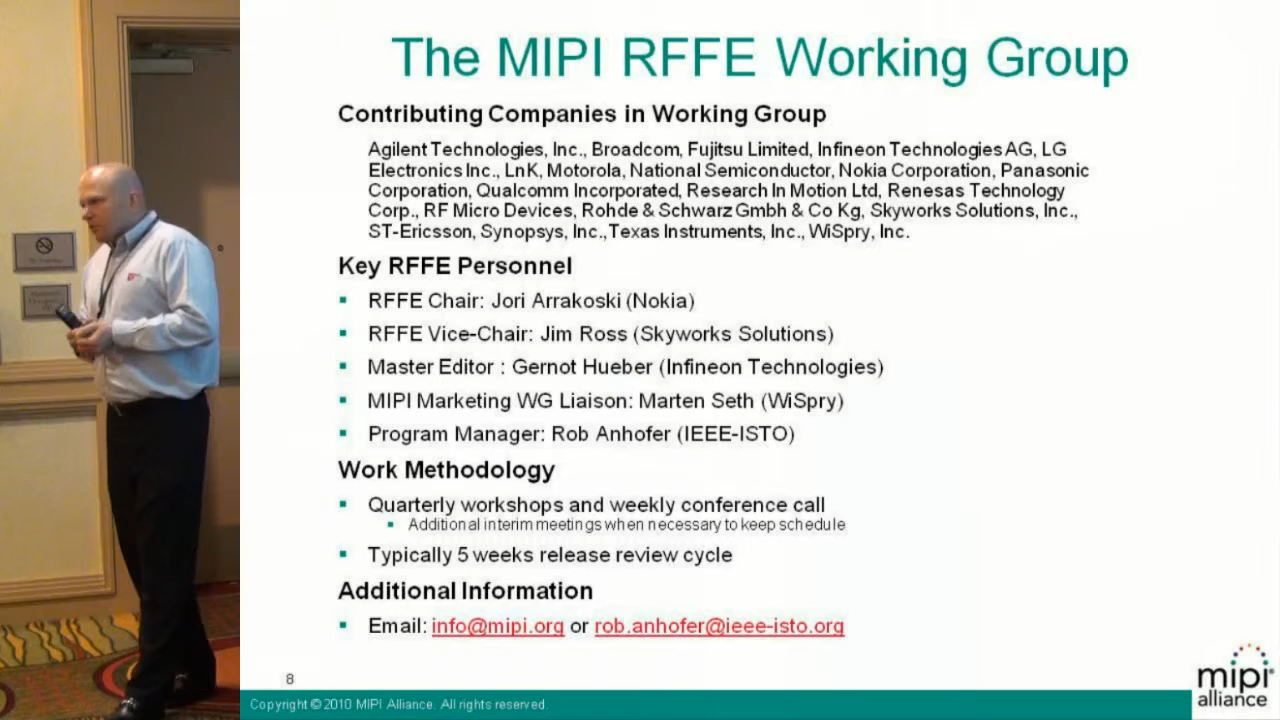 The MIPI RFFE Working Group
Contributing Companies in Working Group
Agilent Technologies, Inc., Broadcom, Fujitsu Limited, Infineon Technologies AG, LG
Electronics Inc., LnK, Motorola, National Semiconductor, Nokia Corporation, Panasonic
Corporation, Qualcomm Incorporated, Research In Motion Ltd, Renesas Technology
Corp., RF Micro Devices, Rohde & Schwarz Gmbh & Co Kg, Skyworks Solutions, Inc.,
ST-Ericsson, Synopsys, Inc., Texas Instruments, Inc., WiSpry, Inc.
Key RFFE Personnel
▪ RFFE Chair: Jori Arrakoski (Nokia)
▪ RFFE Vice-Chair: Jim Ross (Skyworks Solutions)
▪ Master Editor : Gernot Hueber (Infineon Technologies)
▪ MIPI Marketing WG Liaison: Marten Seth (WiSpry)
▪ Program Manager: Rob Anhofer (IEEE-ISTO)
Work Methodology
▪ Quarterly workshops and weekly conference call
▪ Additional interim meetings when necessary to keep schedule
▪ Typically 5 weeks release review cycle
Additional Information
▪ Email: info@mipi.org or rob.anhofer@ieee-isto.org
8
Copyright © 2010 MIPI Alliance. All rights reserved.
mipi
alliance